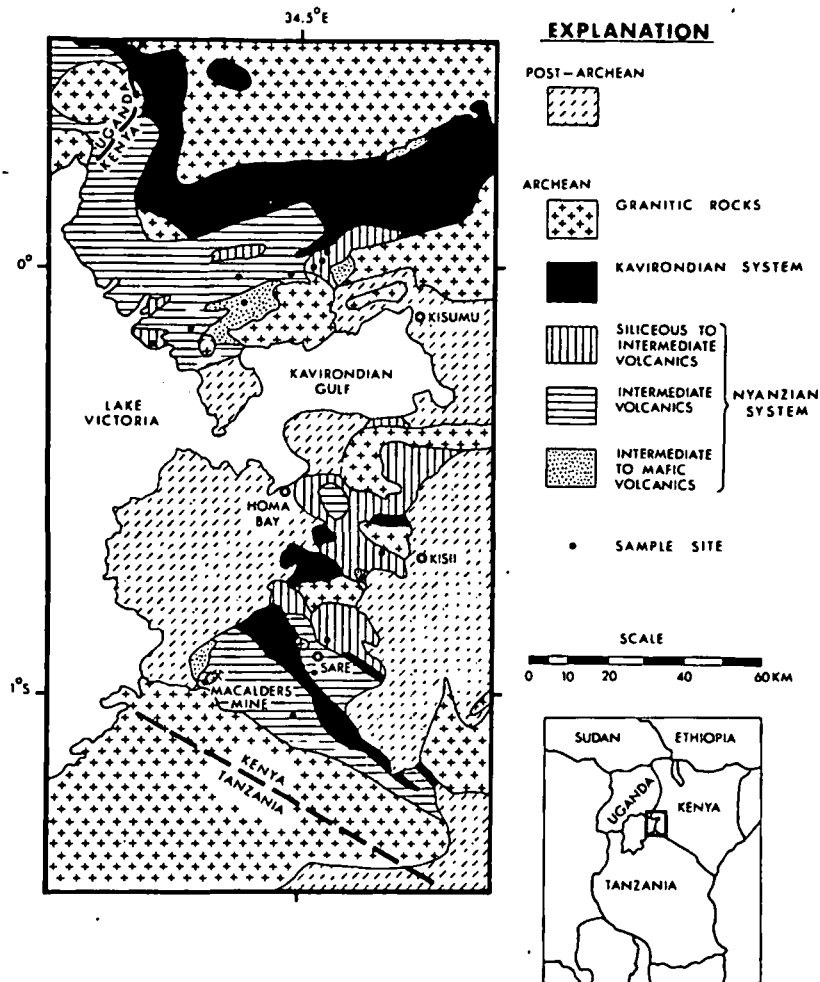 34.5°E
EXPLANATION
POST-ARCHEAN
ARCHEAN
GRANITIC ROCKS
KAVIRONDIAN SYSTEM
SILICEOUS TO
INTERMEDIATE
VOLCANICS
INTERMEDIATE
VOLCANICS
INTERMEDIATE
TO MAFIC
VOLCANICS
NYANZIAN
SYSTEM
SAMPLE SITE
SCALE
0 10 20 40 60 KM
UGANDA
KENYA
0°
KISUMU
KAVIRONDIAN
GULF
LAKE
VICTORIA
HOMA
BAY
KISII
SARE
1°S
MACALDERS
MINE
KENYA
TANZANIA
SUDAN
ETHIOPIA
UGANDA
KENYA
TANZANIA